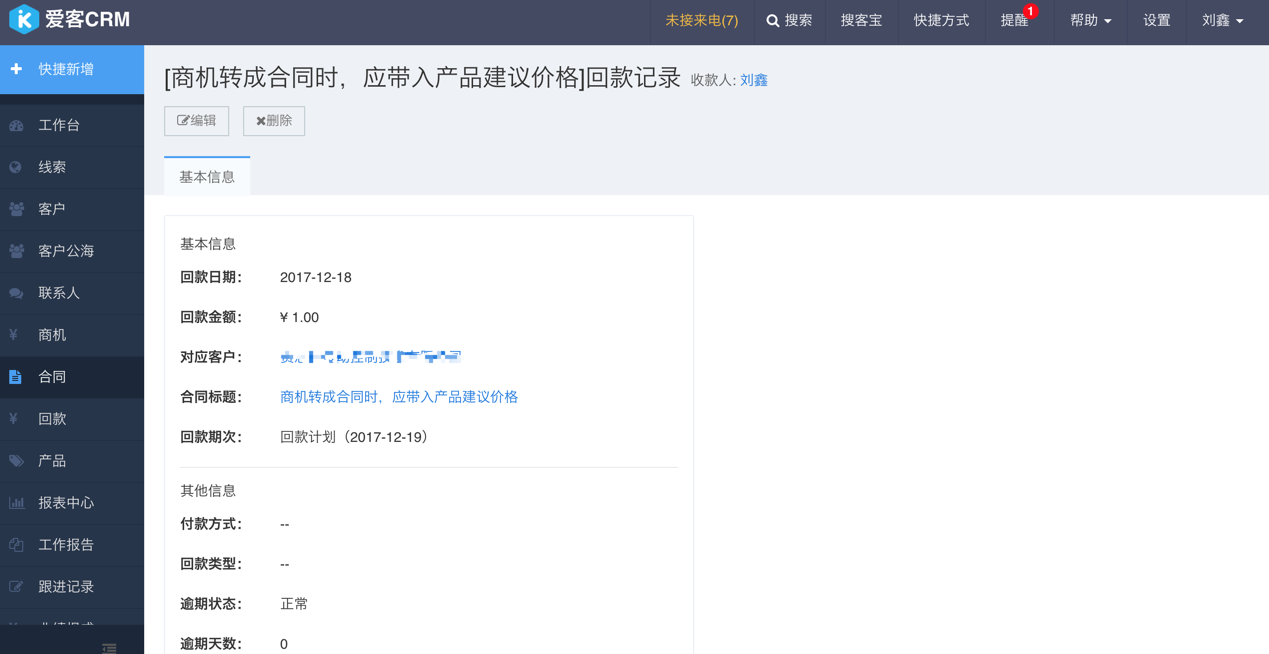 爱客CRM
未接来电(7)
搜索
搜客宝
快捷方式
提醒
1
帮助
设置
刘鑫
快捷新增
工作台
线索
客户
客户公海
联系人
商机
合同
回款
产品
报表中心
工作报告
跟进记录
[商机转成合同时，应带入产品建议价格]回款记录 收款人: 刘鑫
编辑
删除
基本信息
基本信息
回款日期： 2017-12-18
回款金额： ¥ 1.00
对应客户：
合同标题： 商机转成合同时，应带入产品建议价格
回款期次： 回款计划（2017-12-19）
其他信息
付款方式： --
回款类型： --
逾期状态： 正常
逾期天数： 0